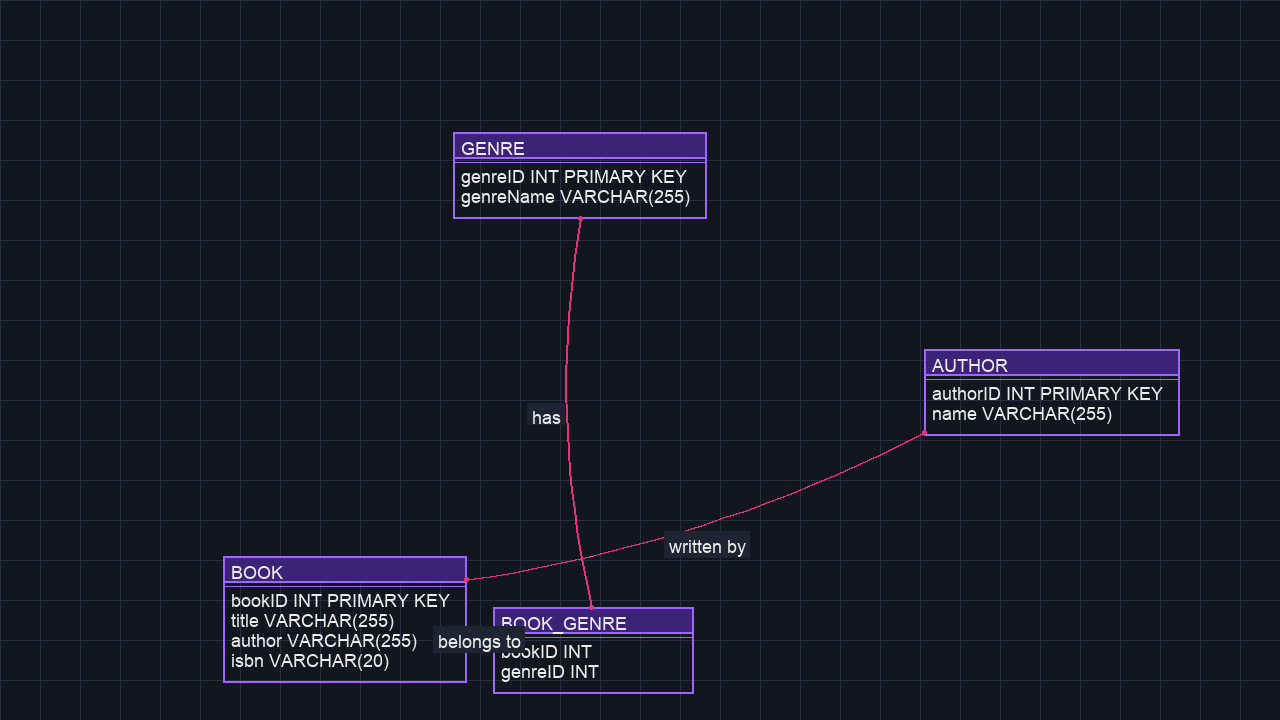 GENRE
genreID INT PRIMARY KEY
genreName VARCHAR(255)
has
AUTHOR
authorID INT PRIMARY KEY
name VARCHAR(255)
written by
BOOK
bookID INT PRIMARY KEY
title VARCHAR(255)
author VARCHAR(255)
isbn VARCHAR(20)
belongs to
BOOK_GENRE
bookID INT
genreID INT